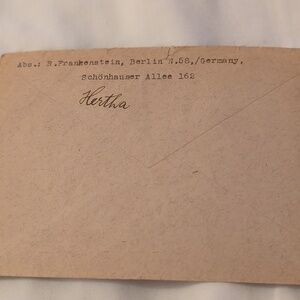 Abs.: R.Frankenstein, Berlin N.58,/Germany,
Schönhauser Allee 162
Hertha